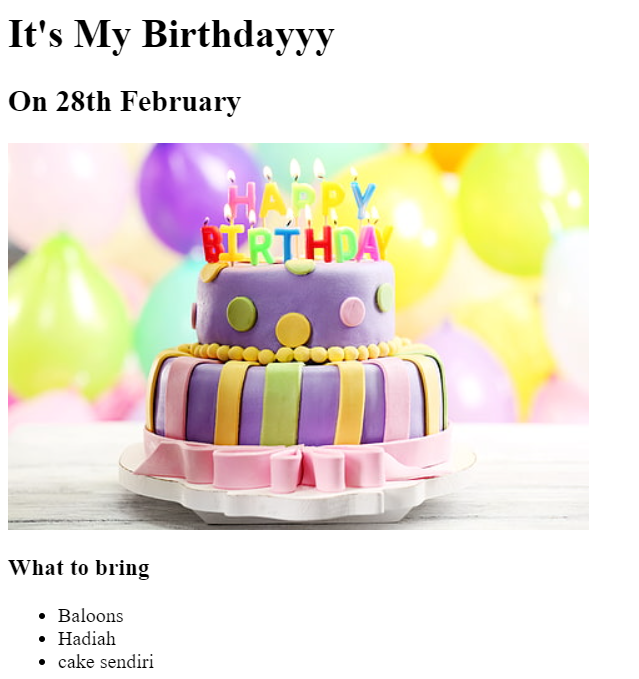 It's My Birthdayyy
On 28th February
HAPPY
BIRTHDAY
What to bring
Baloons
Hadiah
cake sendiri